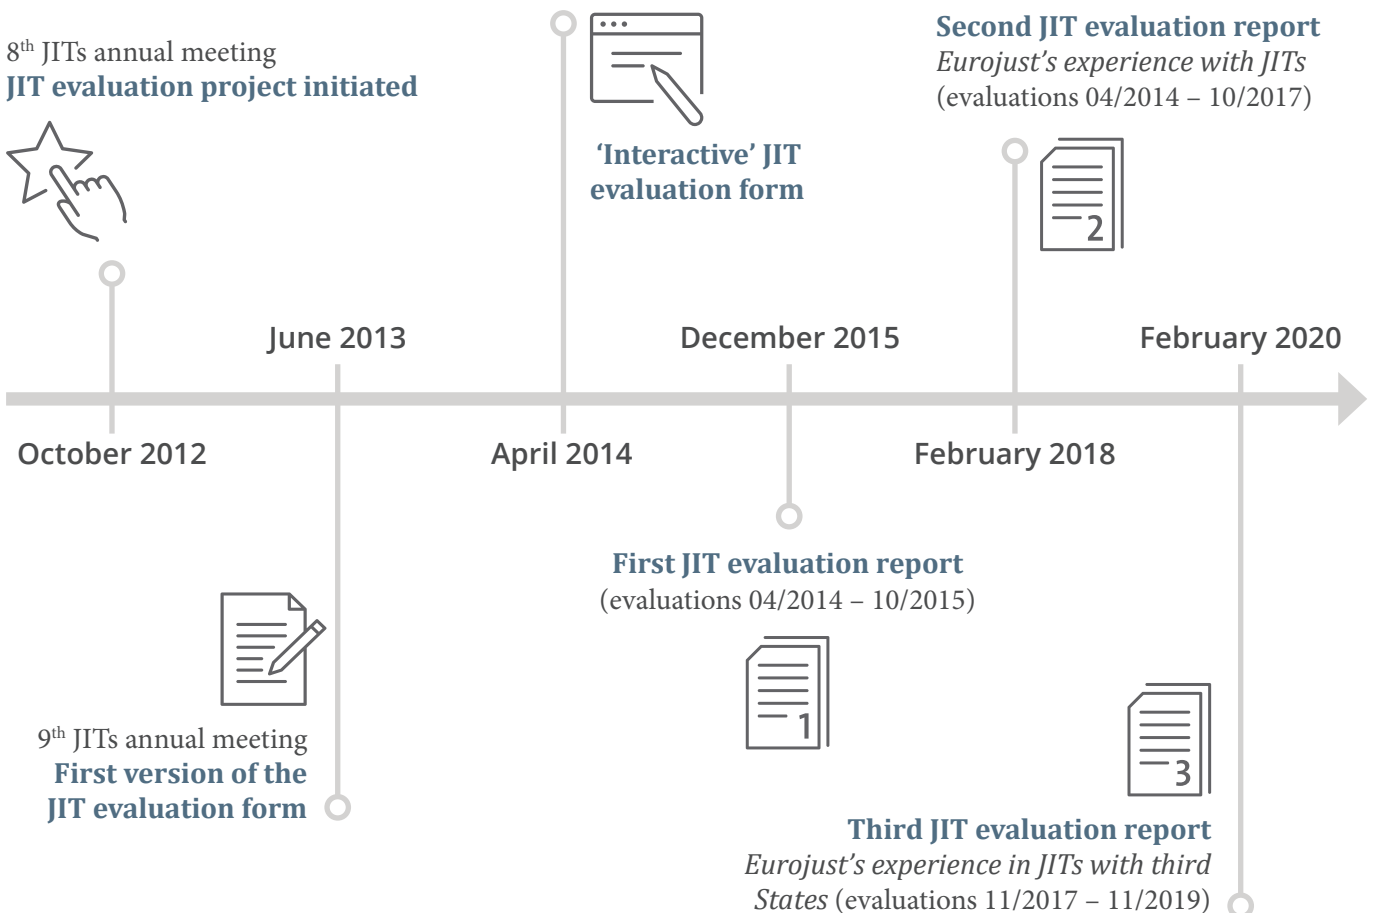 8th JITs annual meeting
JIT evaluation project initiated
October 2012
June 2013
9th JITs annual meeting
First version of the
JIT evaluation form
‘Interactive’ JIT
evaluation form
April 2014
December 2015
First JIT evaluation report
(evaluations 04/2014 – 10/2015)
1
Second JIT evaluation report
Eurojust’s experience with JITs
(evaluations 04/2014 – 10/2017)
2
February 2018
February 2020
3
Third JIT evaluation report
Eurojust’s experience in JITs with third
States (evaluations 11/2017 – 11/2019)